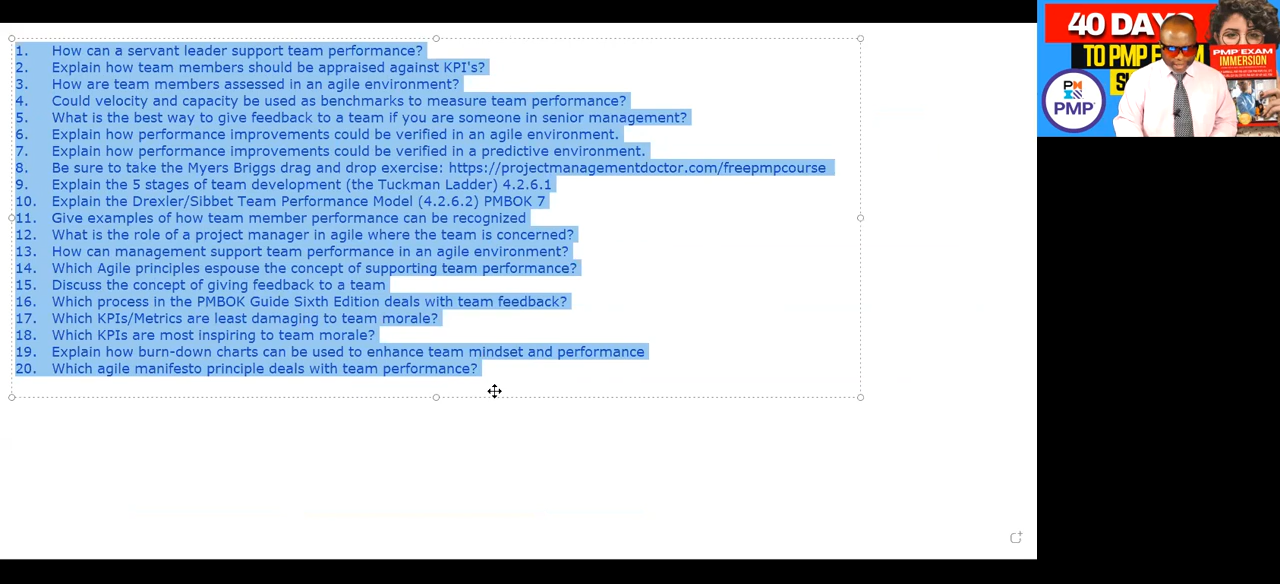 1. How can a servant leader support team performance?
2. Explain how team members should be appraised against KPI's?
3. How are team members assessed in an agile environment?
4. Could velocity and capacity be used as benchmarks to measure team performance?
5. What is the best way to give feedback to a team if you are someone in senior management?
6. Explain how performance improvements could be verified in an agile environment.
7. Explain how performance improvements could be verified in a predictive environment.
8. Be sure to take the Myers Briggs drag and drop exercise: https://projectmanagementdoctor.com/freepmpcourse
9. Explain the 5 stages of team development (the Tuckman Ladder) 4.2.6.1
10. Explain the Drexler/Sibbet Team Performance Model (4.2.6.2) PMBOK 7
11. Give examples of how team member performance can be recognized
12. What is the role of a project manager in agile where the team is concerned?
13. How can management support team performance in an agile environment?
14. Which Agile principles espouse the concept of supporting team performance?
15. Discuss the concept of giving feedback to a team
16. Which process in the PMBOK Guide Sixth Edition deals with team feedback?
17. Which KPIs/Metrics are least damaging to team morale?
18. Which KPIs are most inspiring to team morale?
19. Explain how burn-down charts can be used to enhance team mindset and performance
20. Which agile manifesto principle deals with team performance?
40 DAYS
TO PMP EXAM
PMP EXAM
IMMERSION
PMP